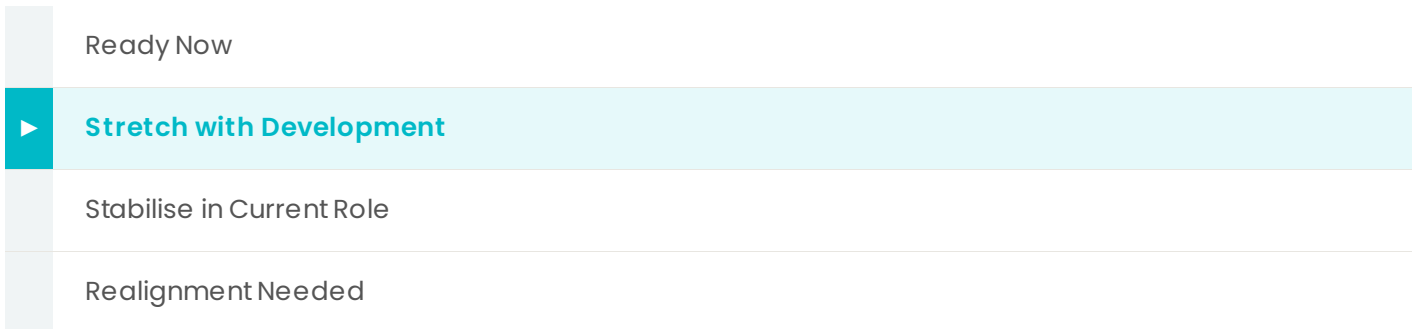 Ready Now
Stretch with Development
Stabilise in Current Role
Realignment Needed